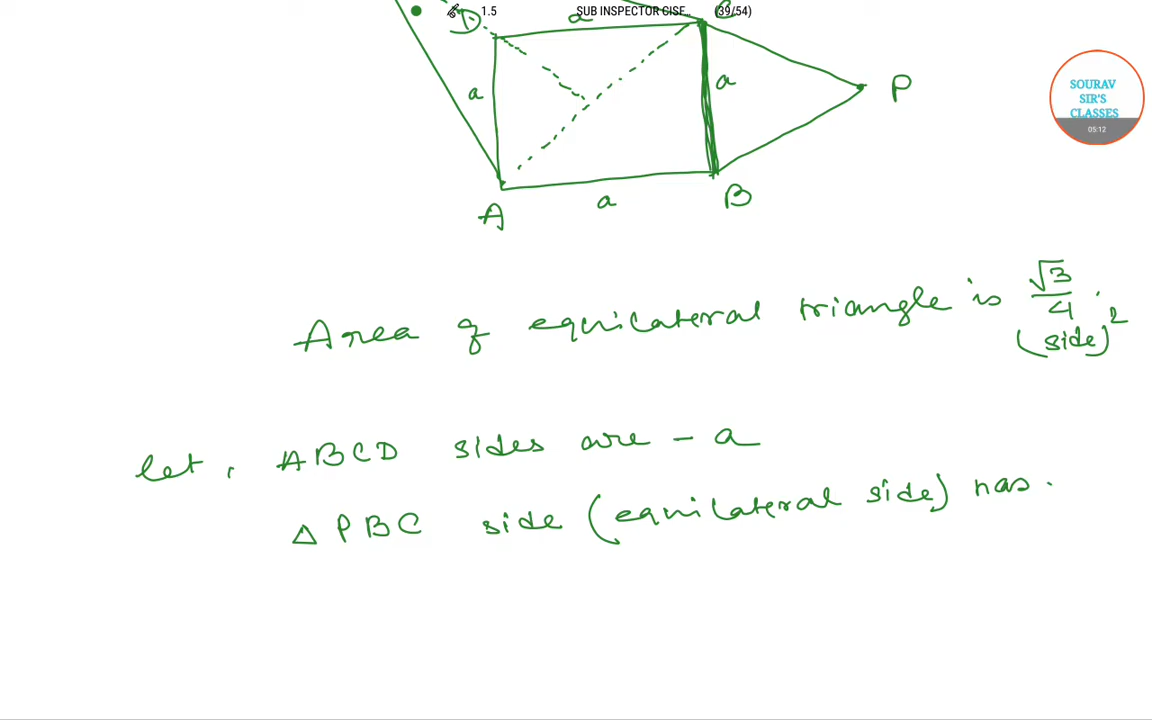 1.5 SUB INSPECTOR CISF... (39/54)
D a C
a a P
A a B
SOURAV
SIR'S
CLASSES
05:12
Area of equilateral triangle is √3/4 .
(side)²
let, ABCD sides are - a
Δ PBC side (equilateral side) has.